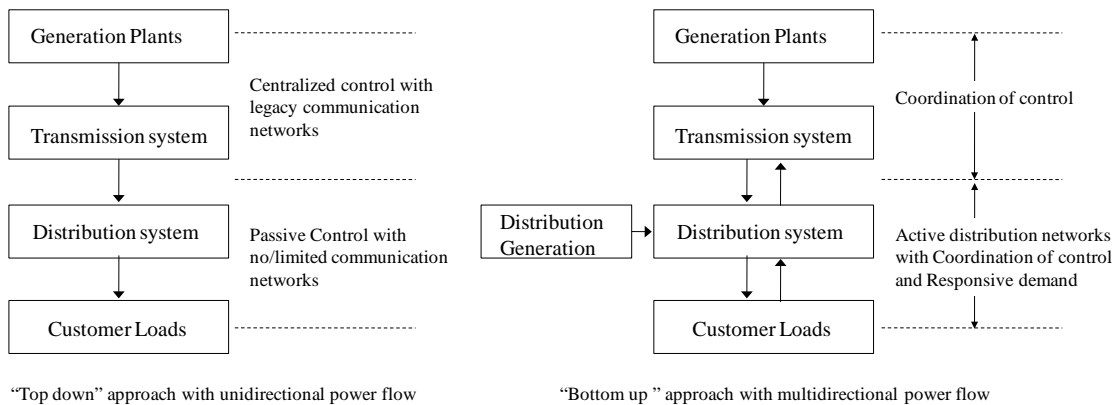 Generation Plants
Centralized control with
legacy communication
networks
Transmission system
Distribution system
Passive Control with
no/limited communication
networks
Customer Loads
“Top down” approach with unidirectional power flow
Generation Plants
Coordination of control
Transmission system
Distribution
Generation
Distribution system
Active distribution networks
with Coordination of control
and Responsive demand
Customer Loads
“Bottom up ” approach with multidirectional power flow